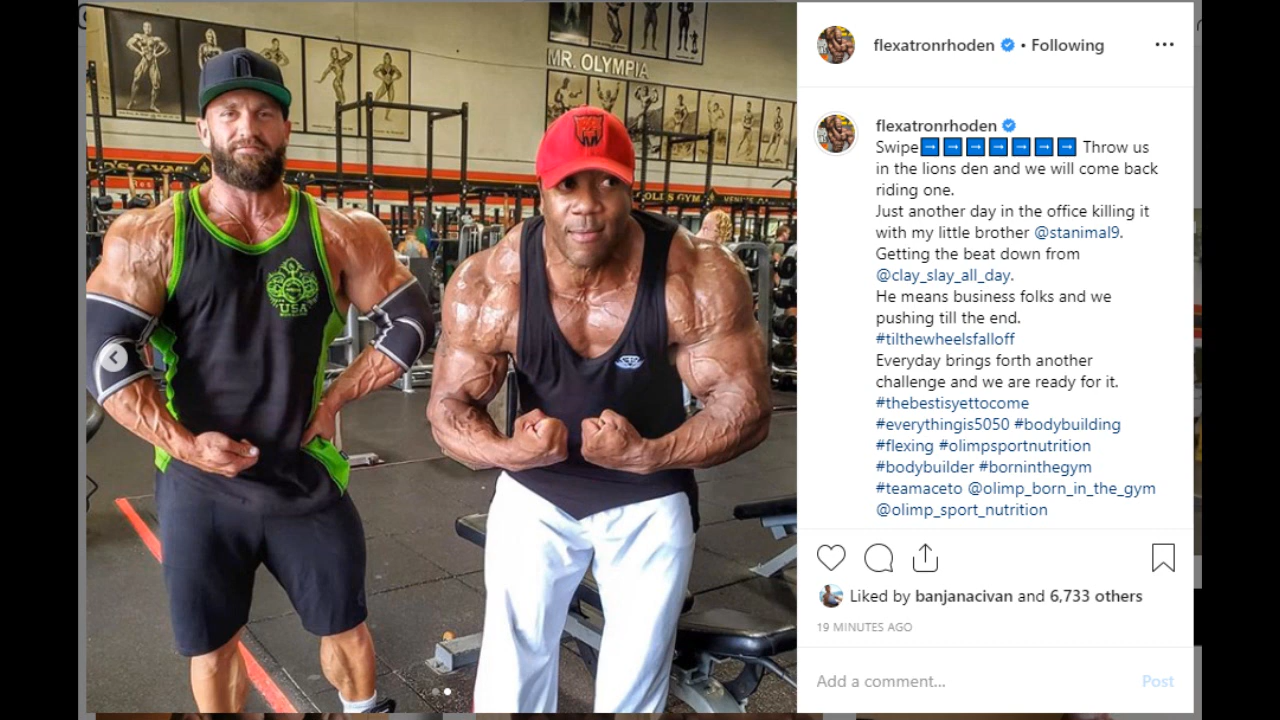 MR. OLYMPIA
GOLD'S GYM
GOLD'S GYM
USA
flexatronrhoden • Following
flexatronrhoden
Swipe➡➡➡➡➡➡➡ Throw us
in the lions den and we will come back
riding one.
Just another day in the office killing it
with my little brother @stanimal9.
Getting the beat down from
@clay_slay_all_day.
He means business folks and we
pushing till the end.
#tilthewheelsfalloff
Everyday brings forth another
challenge and we are ready for it.
#thebestisyettocome
#everythingis5050 #bodybuilding
#flexing #olimpsportnutrition
#bodybuilder #borninthegym
#teamaceto @olimp_born_in_the_gym
@olimp_sport_nutrition
Liked by banjanacivan and 6,733 others
19 MINUTES AGO
Add a comment...
Post